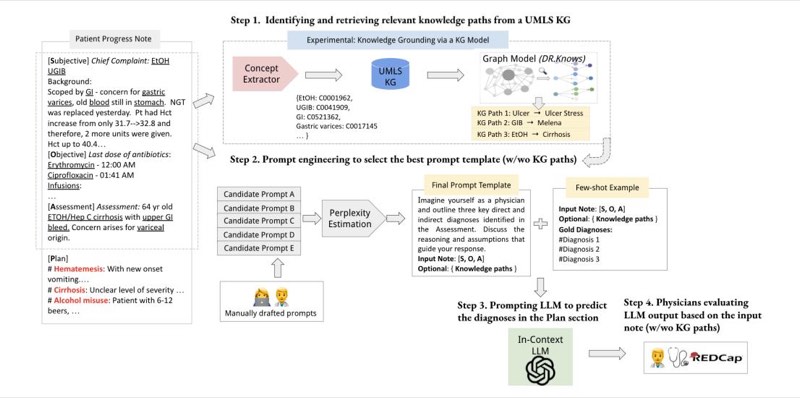 Step 1. Identifying and retrieving relevant knowledge paths from a UMLS KG
Patient Progress Note
[Subjective] Chief Complaint: EtOH
UGIB
Background:
Scoped by GI - concern for gastric
varices, old blood still in stomach. NGT
was replaced yesterday. Pt had Hct
increase from only 31.7-->32.8 and
therefore, 2 more units were given.
Hct up to 40.4...
[Objective] Last dose of antibiotics:
Erythromycin - 12:00 AM
Ciprofloxacin - 01:41 AM
Infusions:
...
[Assessment] Assessment: 64 yr old
ETOH/Hep C cirrhosis with upper GI
bleed. Concern arises for variceal
origin.
[Plan]
# Hematemesis: With new onset
vomiting....
# Cirrhosis: Unclear level of severity ...
# Alcohol misuse: Patient with 6-12
beers, ...
Experimental: Knowledge Grounding via a KG Model
Concept
Extractor
UMLS
KG
Graph Model (DR.Knows)
{EtOH: C0001962,
UGIB: C0041909,
GI: C0521362,
Gastric varices: C0017145
... }
KG Path 1: Ulcer → Ulcer Stress
KG Path 2: GIB → Melena
KG Path 3: EtOH → Cirrhosis
Step 2. Prompt engineering to select the best prompt template (w/wo KG paths)
Candidate Prompt A
Candidate Prompt B
Candidate Prompt C
Candidate Prompt D
Candidate Prompt E
Manually drafted prompts
Perplexity
Estimation
Final Prompt Template
Imagine yourself as a physician
and outline three key direct and
indirect diagnoses identified in
the Assessment. Discuss the
reasoning and assumptions that
guide your response.
Input Note: [S, O, A]
Optional: { Knowledge paths }
Few-shot Example
Input Note: [S, O, A]
Optional: { Knowledge paths }
Gold Diagnoses:
#Diagnosis 1
#Diagnosis 2
#Diagnosis 3
Step 3. Prompting LLM to predict
the diagnoses in the Plan section
In-Context
LLM
Step 4. Physicians evaluating
LLM output based on the input
note (w/wo KG paths)
REDCap